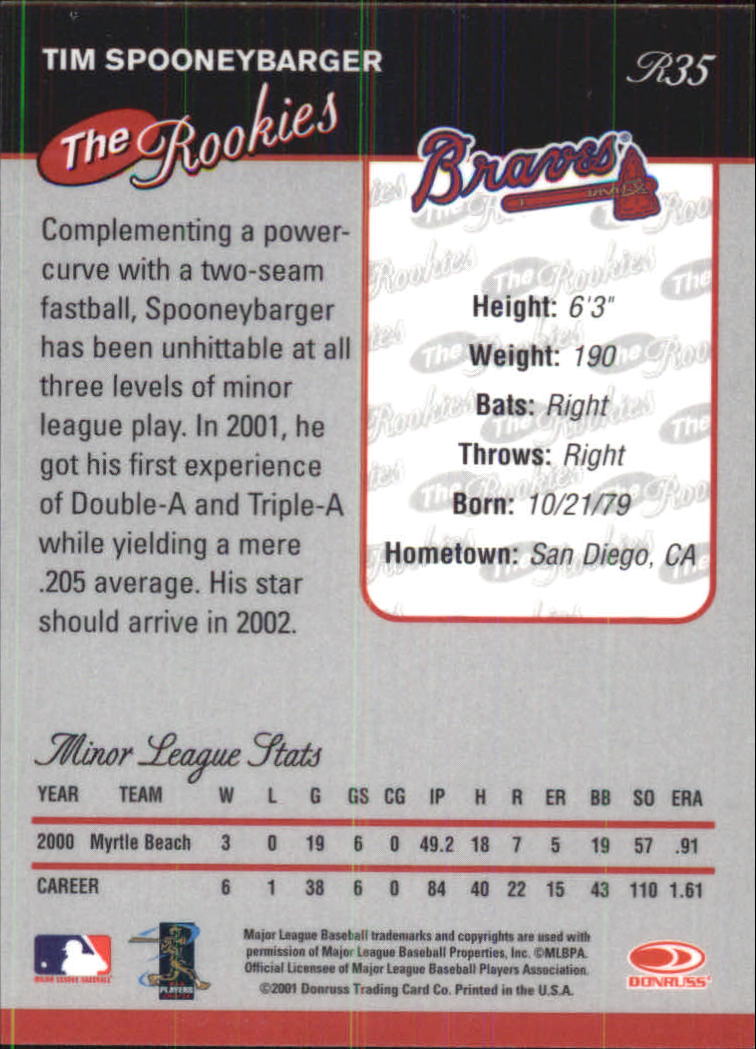 TIM SPOONEYBARGER
R35
The Rookies
Braves
Complementing a power-
curve with a two-seam
fastball, Spooneybarger
has been unhittable at all
three levels of minor
league play. In 2001, he
got his first experience
of Double-A and Triple-A
while yielding a mere
.205 average. His star
should arrive in 2002.
Height: 6'3"
Weight: 190
Bats: Right
Throws: Right
Born: 10/21/79
Hometown: San Diego, CA
Minor League Stats
YEAR TEAM W L G GS CG IP H R ER BB SO ERA
2000 Myrtle Beach 3 0 19 6 0 49.2 18 7 5 19 57 .91
CAREER 6 1 38 6 0 84 40 22 15 43 110 1.61
Major League Baseball trademarks and copyrights are used with
permission of Major League Baseball Properties, Inc. ©MLBPA.
Official Licensee of Major League Baseball Players Association.
©2001 Donruss Trading Card Co. Printed in the U.S.A.
MAJOR LEAGUE BASEBALL
PLAYERS
DONRUSS